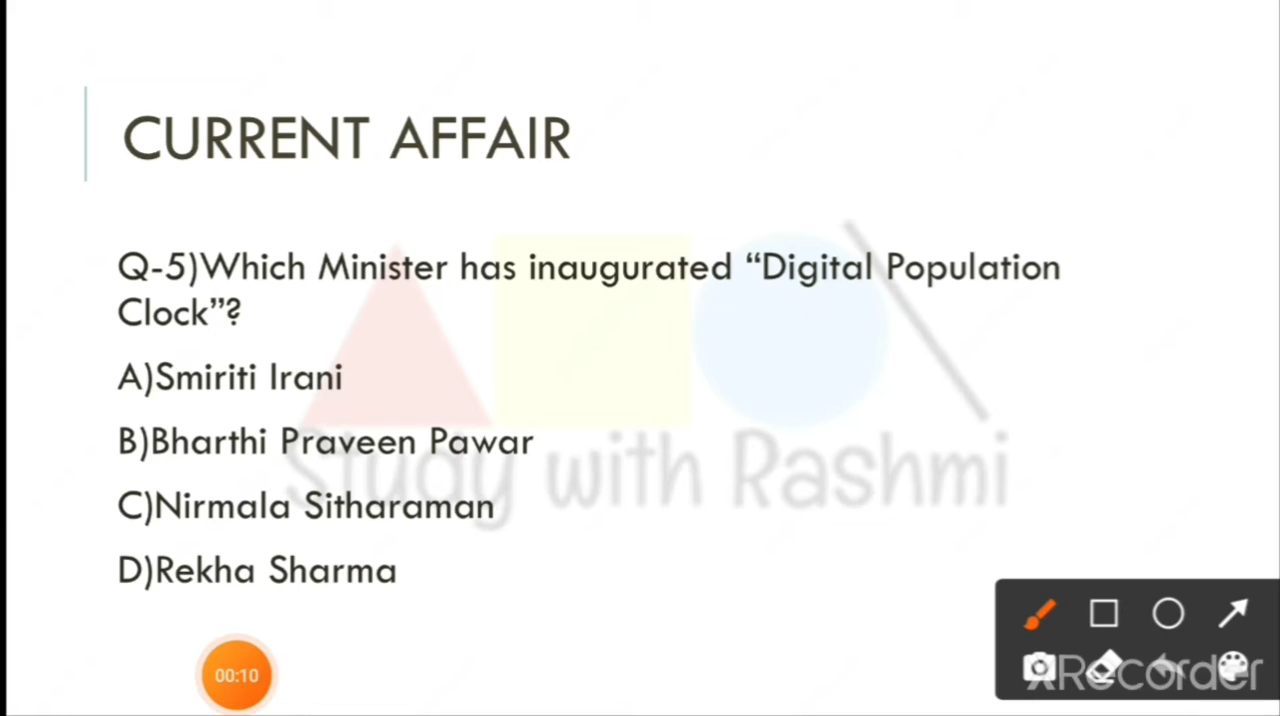 CURRENT AFFAIR
Q-5)Which Minister has inaugurated “Digital Population
Clock”?
A)Smiriti Irani
B)Bharthi Praveen Pawar
C)Nirmala Sitharaman
D)Rekha Sharma
Study with Rashmi
00:10
XRecorder